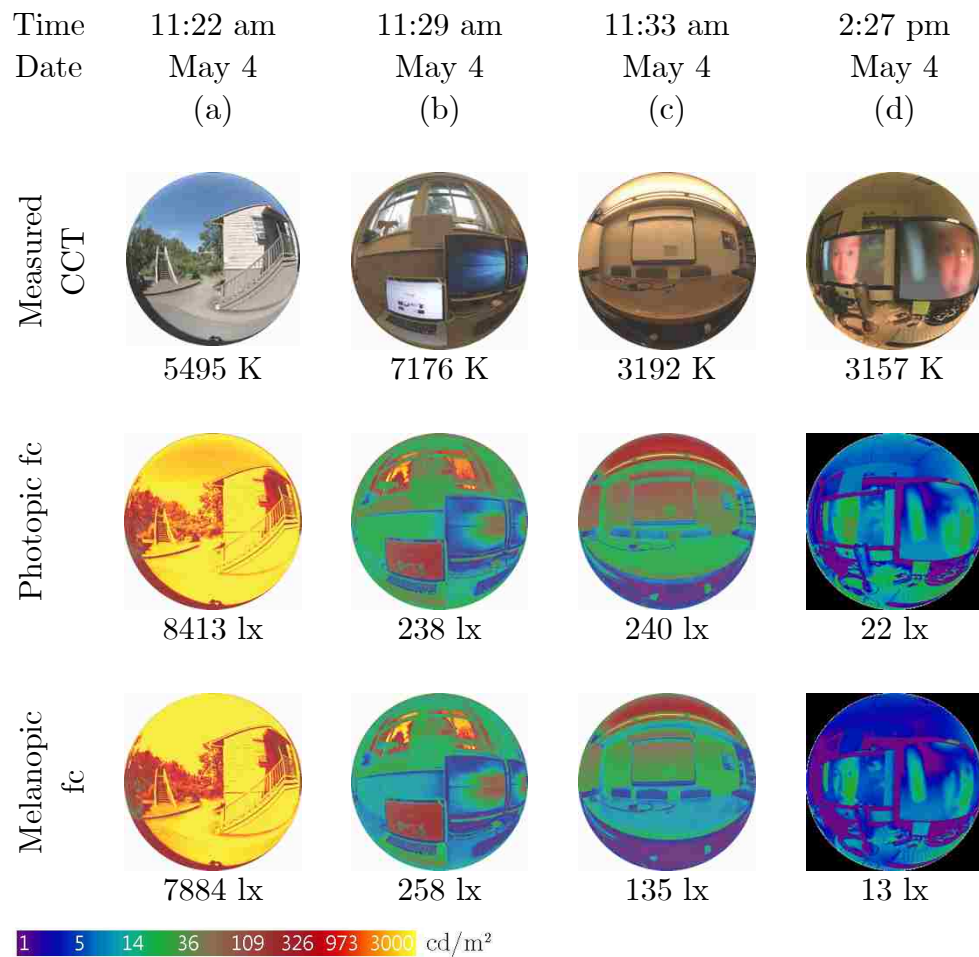 Time 11:22 am 11:29 am 11:33 am 2:27 pm
Date May 4 May 4 May 4 May 4
(a) (b) (c) (d)
Measured
CCT
5495 K 7176 K 3192 K 3157 K
Photopic fc
8413 lx 238 lx 240 lx 22 lx
Melanopic
fc
7884 lx 258 lx 135 lx 13 lx
1 5 14 36 109 326 973 3000 cd/m²